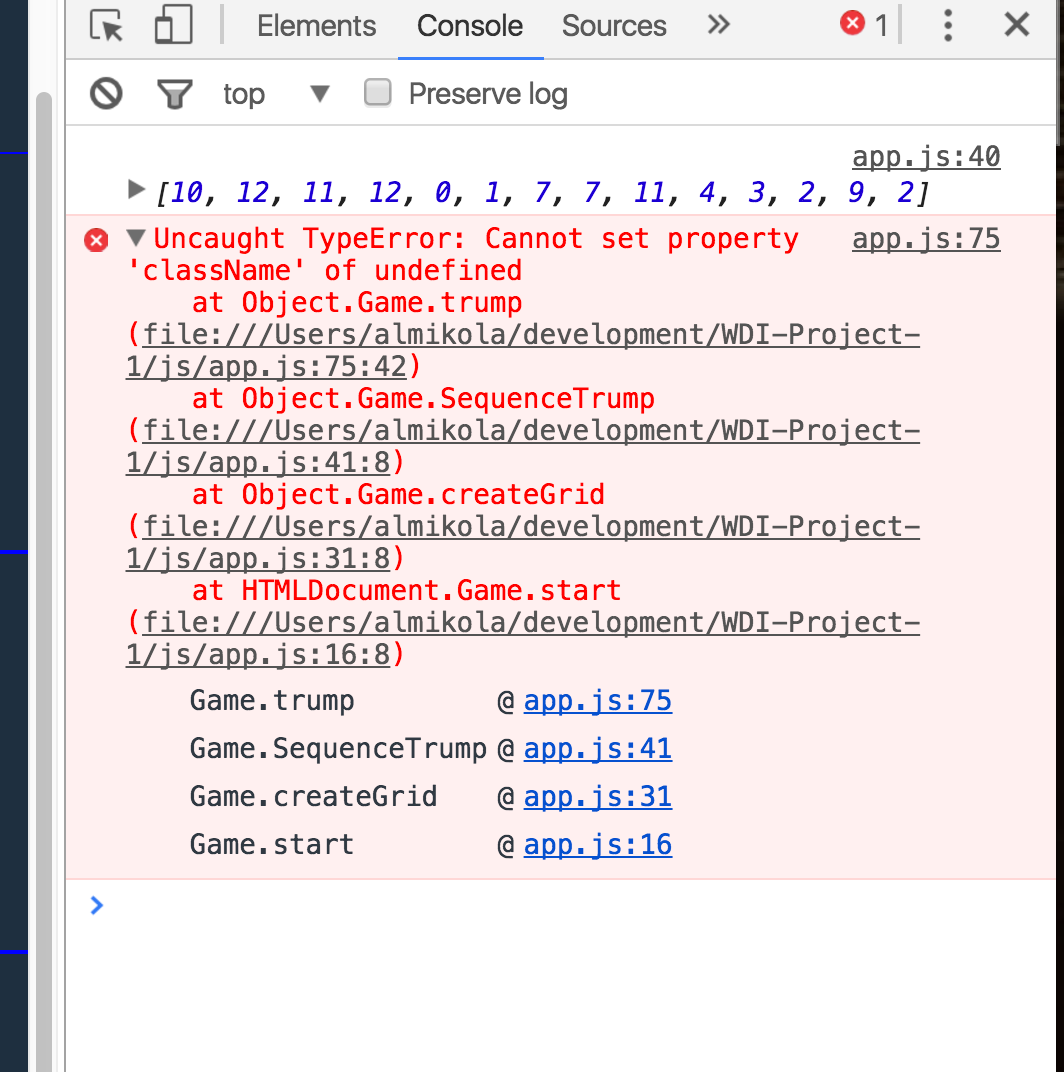 Elements Console Sources 1
top Preserve log
app.js:40
[10, 12, 11, 12, 0, 1, 7, 7, 11, 4, 3, 2, 9, 2]
Uncaught TypeError: Cannot set property app.js:75
'className' of undefined
at Object.Game.trump
(file:///Users/almikola/development/WDI-Project-
1/js/app.js:75:42)
at Object.Game.SequenceTrump
(file:///Users/almikola/development/WDI-Project-
1/js/app.js:41:8)
at Object.Game.createGrid
(file:///Users/almikola/development/WDI-Project-
1/js/app.js:31:8)
at HTMLDocument.Game.start
(file:///Users/almikola/development/WDI-Project-
1/js/app.js:16:8)
Game.trump @ app.js:75
Game.SequenceTrump @ app.js:41
Game.createGrid @ app.js:31
Game.start @ app.js:16